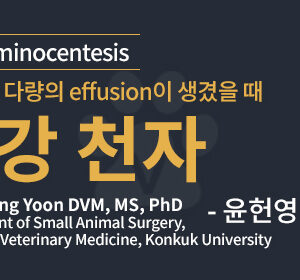 minocentesis
다량의 effusion이 생겼을 때
강 천자
ng Yoon DVM, MS, PhD - 윤헌영
nt of Small Animal Surgery,
Veterinary Medicine, Konkuk University